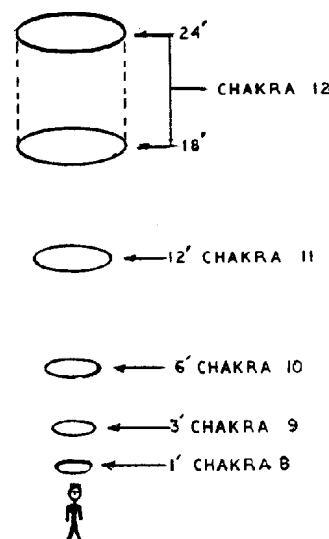 24'
CHAKRA 12
18'
12' CHAKRA 11
6' CHAKRA 10
3' CHAKRA 9
1' CHAKRA 8